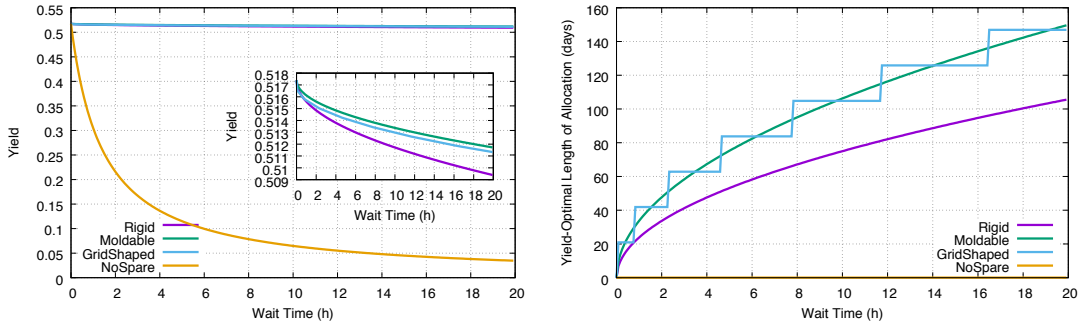 0.55
0.5
0.45
0.4
0.35
0.3
0.25
0.2
0.15
0.1
0.05
0
Yield
0 2 4 6 8 10 12 14 16 18 20
Wait Time (h)
Rigid
Moldable
GridShaped
NoSpare
0.518
0.517
0.516
0.515
0.514
0.513
0.512
0.511
0.51
0.509
Yield
0 2 4 6 8 10 12 14 16 18 20
Wait Time (h)
160
140
120
100
80
60
40
20
0
Yield-Optimal Length of Allocation (days)
0 2 4 6 8 10 12 14 16 18 20
Wait Time (h)
Rigid
Moldable
GridShaped
NoSpare